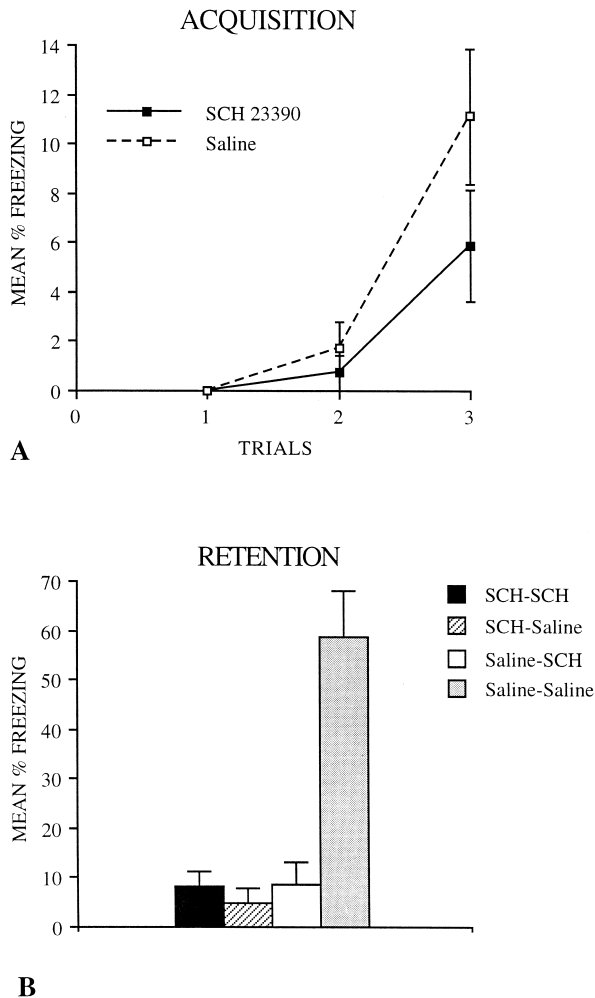 ACQUISITION
14
12
10
8
6
4
2
0
MEAN % FREEZING
SCH 23390
Saline
0 1 2 3
TRIALS
A
RETENTION
70
60
50
40
30
20
10
0
MEAN % FREEZING
SCH-SCH
SCH-Saline
Saline-SCH
Saline-Saline
B